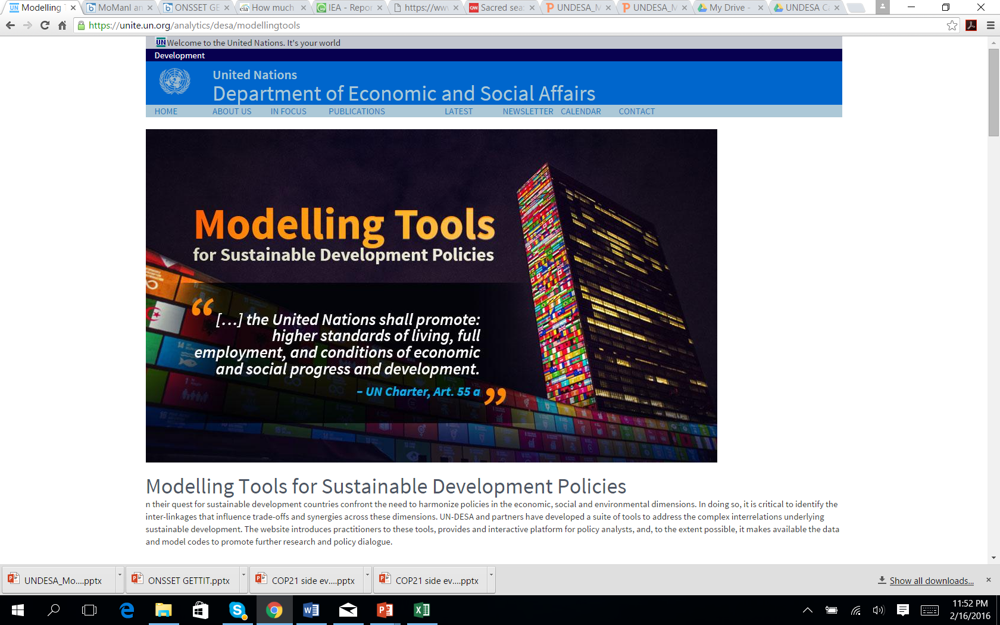 Modelling T
MoManI an
ONSSET GE
eia How much
IEA - Repor
https://ww
CNN Sacred sea
UNDESA_M
UNDESA_M
My Drive -
UNDESA C
https://unite.un.org/analytics/desa/modellingtools
UN Welcome to the United Nations. It's your world
Development
United Nations
Department of Economic and Social Affairs
HOME ABOUT US IN FOCUS PUBLICATIONS LATEST NEWSLETTER CALENDAR CONTACT
Modelling Tools
for Sustainable Development Policies
“ […] the United Nations shall promote:
higher standards of living, full
employment, and conditions of economic
and social progress and development.
– UN Charter, Art. 55 a ”
Modelling Tools for Sustainable Development Policies
n their quest for sustainable development countries confront the need to harmonize policies in the economic, social and environmental dimensions. In doing so, it is critical to identify the
inter-linkages that influence trade-offs and synergies across these dimensions. UN-DESA and partners have developed a suite of tools to address the complex interrelations underlying
sustainable development. The website introduces practitioners to these tools, provides and interactive platform for policy analysts, and, to the extent possible, it makes available the data
and model codes to promote further research and policy dialogue.
UNDESA_Mo....pptx
ONSSET GETTIT.pptx
COP21 side ev....pptx
COP21 side ev....pptx
Show all downloads...
11:52 PM
2/16/2016